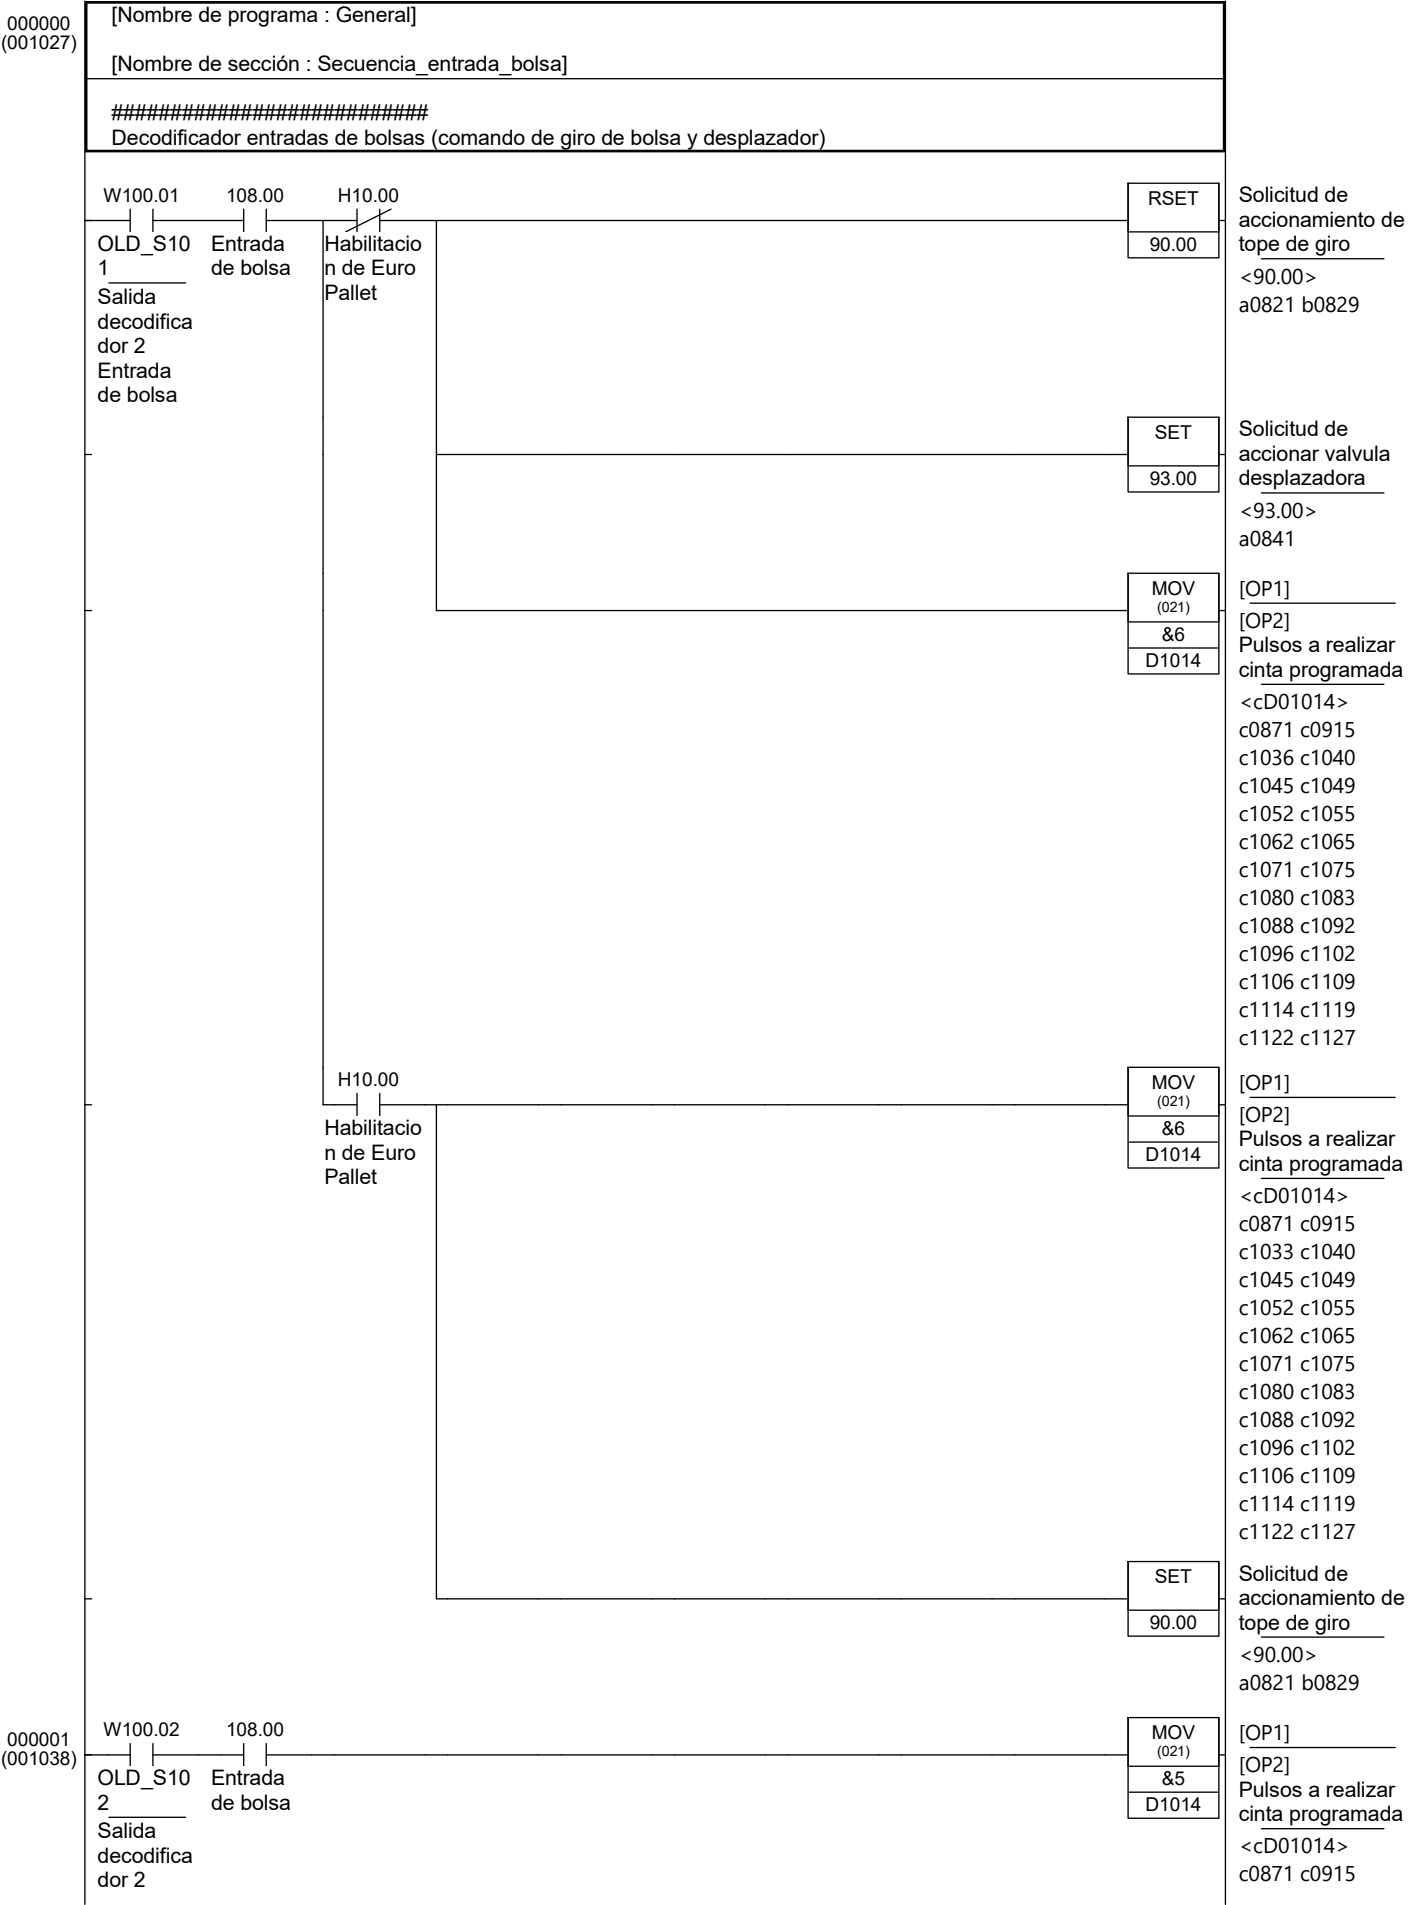 000000
(001027)
[Nombre de programa : General]
[Nombre de sección : Secuencia_entrada_bolsa]
###########################
Decodificador entradas de bolsas (comando de giro de bolsa y desplazador)
W100.01
OLD_S10
1
Salida
decodifica
dor 2
Entrada
de bolsa
108.00
Entrada
de bolsa
H10.00
Habilitacio
n de Euro
Pallet
RSET
90.00
Solicitud de
accionamiento de
tope de giro
<90.00>
a0821 b0829
SET
93.00
Solicitud de
accionar valvula
desplazadora
<93.00>
a0841
MOV
(021)
&6
D1014
[OP1]
[OP2]
Pulsos a realizar
cinta programada
<cD01014>
c0871 c0915
c1036 c1040
c1045 c1049
c1052 c1055
c1062 c1065
c1071 c1075
c1080 c1083
c1088 c1092
c1096 c1102
c1106 c1109
c1114 c1119
c1122 c1127
H10.00
Habilitacio
n de Euro
Pallet
MOV
(021)
&6
D1014
[OP1]
[OP2]
Pulsos a realizar
cinta programada
<cD01014>
c0871 c0915
c1033 c1040
c1045 c1049
c1052 c1055
c1062 c1065
c1071 c1075
c1080 c1083
c1088 c1092
c1096 c1102
c1106 c1109
c1114 c1119
c1122 c1127
SET
90.00
Solicitud de
accionamiento de
tope de giro
<90.00>
a0821 b0829
000001
(001038)
W100.02
OLD_S10
2
Salida
decodifica
dor 2
108.00
Entrada
de bolsa
MOV
(021)
&5
D1014
[OP1]
[OP2]
Pulsos a realizar
cinta programada
<cD01014>
c0871 c0915